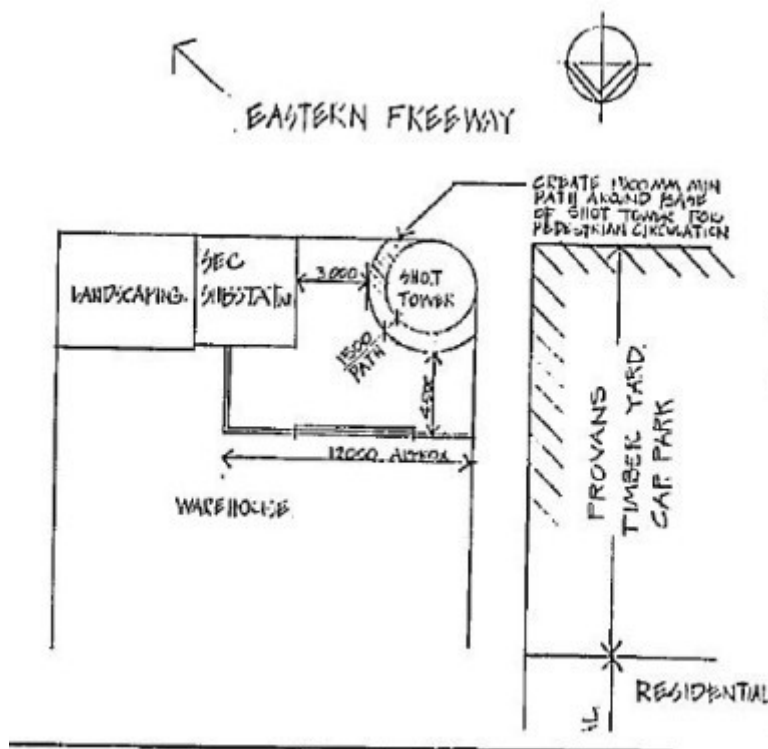 EASTERN FREEWAY
CREATE 1500MM MIN
PATH AROUND BASE
OF SHOT TOWER FOR
PEDESTRIAN CIRCULATION
LANDSCAPING.
SEC
SUBSTATN
3000
SHOT
TOWER
1500
PATH
4500
12000 APPROX
WAREHOUSE
PROVANS
TIMBER YARD.
CAR PARK
RESIDENTIAL